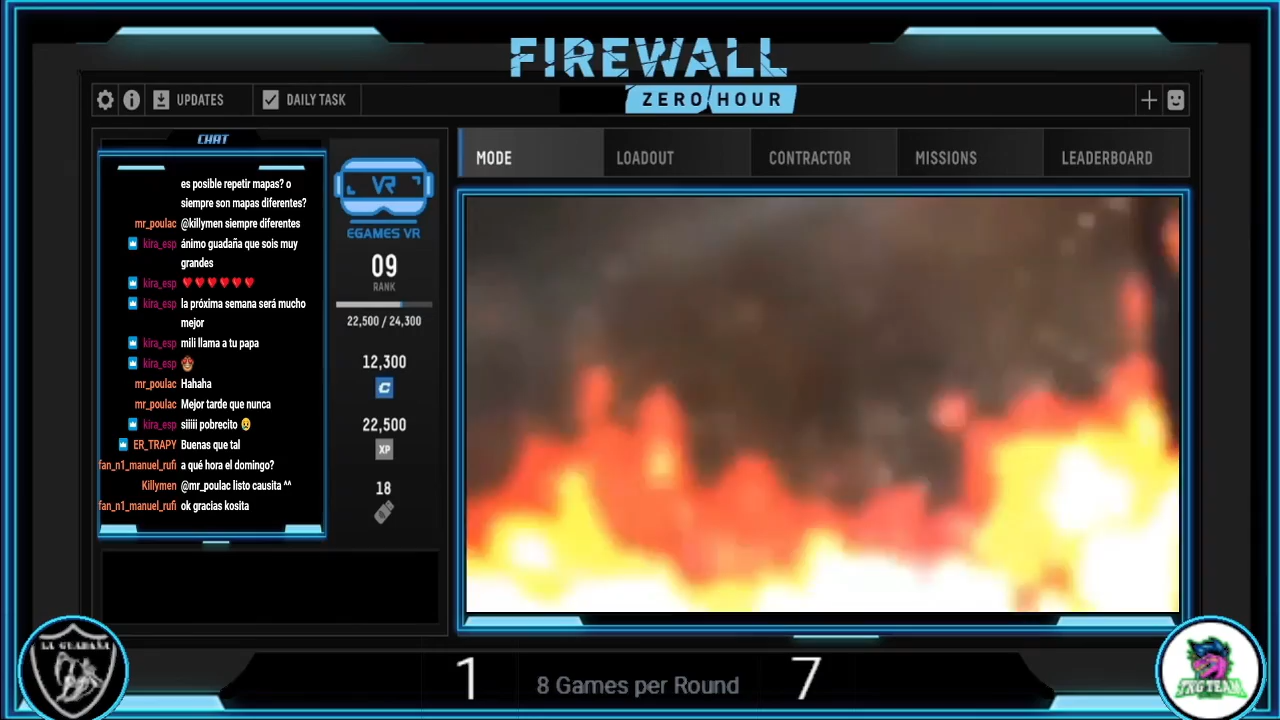 FIREWALL
ZERO HOUR
UPDATES
DAILY TASK
CHAT
es posible repetir mapas? o
siempre son mapas diferentes?
mr_poulac @killymen siempre diferentes
kira_esp ánimo guadaña que sois muy
grandes
kira_esp ❤❤❤❤❤❤
kira_esp la próxima semana será mucho
mejor
kira_esp mili llama a tu papa
kira_esp
mr_poulac Hahaha
mr_poulac Mejor tarde que nunca
kira_esp siiiii pobrecito 😢
ER_TRAPY Buenas que tal
fan_n1_manuel_rufi a qué hora el domingo?
Killymen @mr_poulac listo causita ^^
fan_n1_manuel_rufi ok gracias kosita
VR
EGAMES VR
09
RANK
22,500 / 24,300
12,300
C
22,500
XP
18
MODE
LOADOUT
CONTRACTOR
MISSIONS
LEADERBOARD
LA GUADAÑA
1
8 Games per Round
7